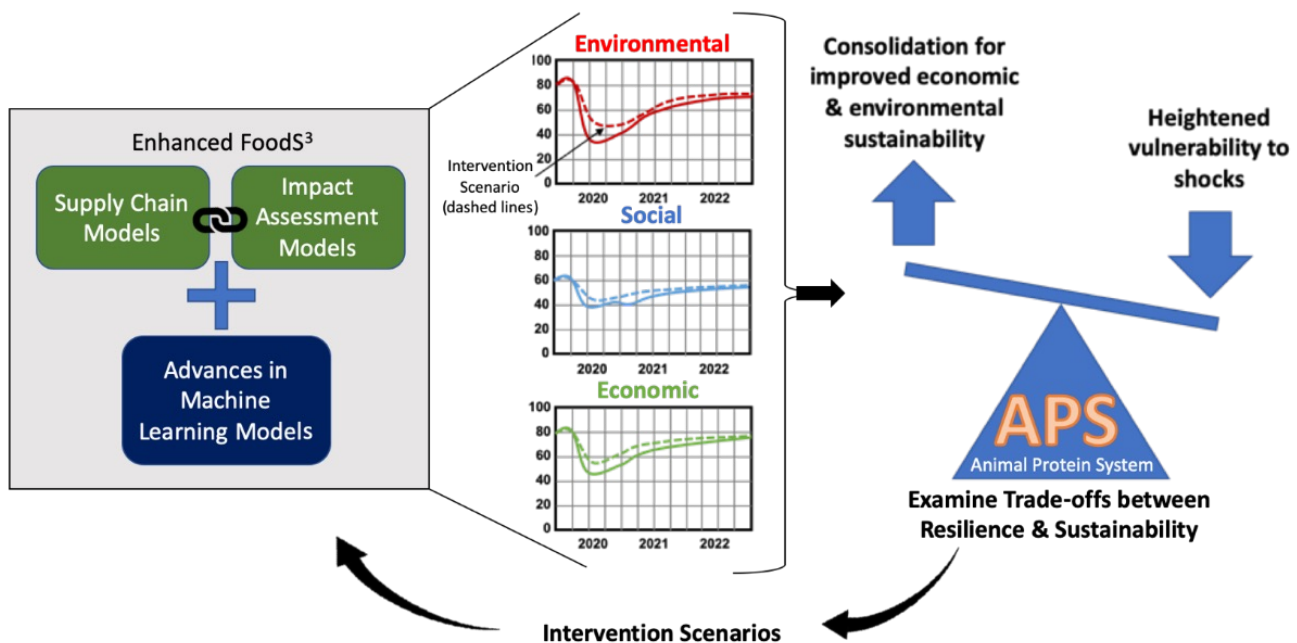 Enhanced FoodS³
Supply Chain
Models
Impact
Assessment
Models
Advances in
Machine
Learning Models
Environmental
100
80
60
40
20
0
2020 2021 2022
Intervention
Scenario
(dashed lines)
Social
100
80
60
40
20
0
2020 2021 2022
Economic
100
80
60
40
20
0
2020 2021 2022
Consolidation for
improved economic
& environmental
sustainability
Heightened
vulnerability to
shocks
APS
Animal Protein System
Examine Trade-offs between
Resilience & Sustainability
Intervention Scenarios